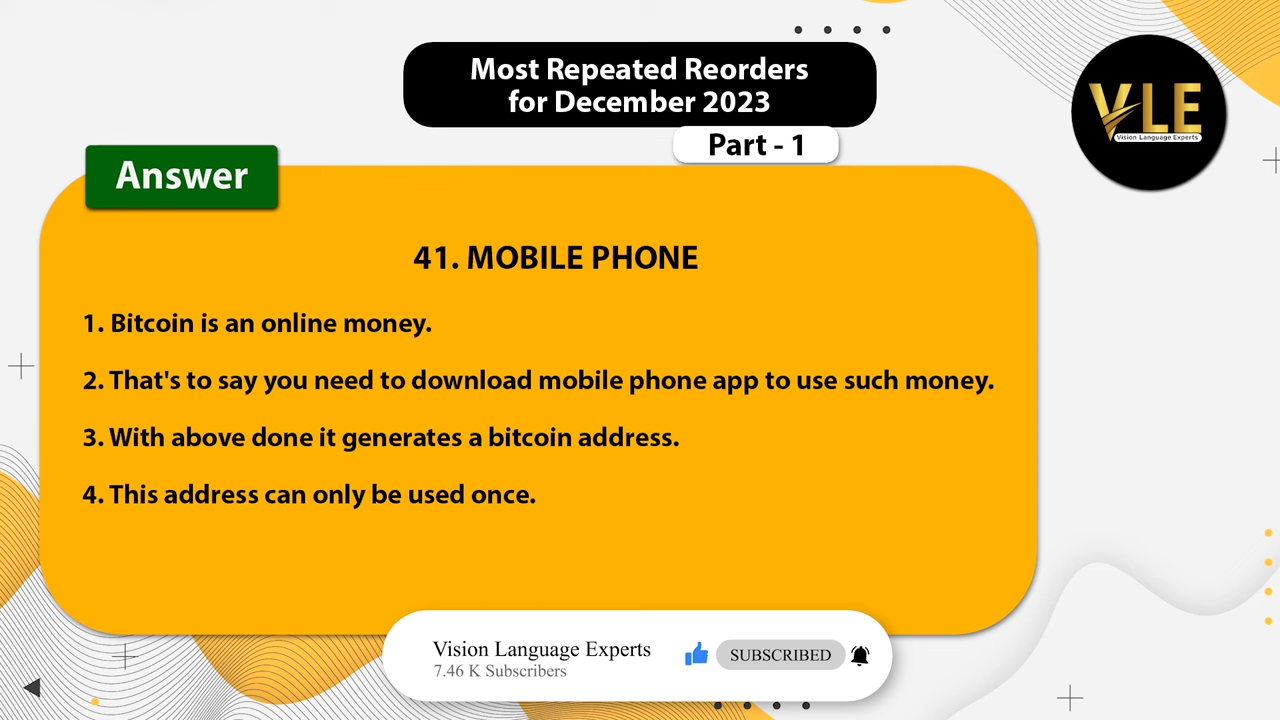 Most Repeated Reorders
for December 2023
Part - 1
VLE
Vision Language Experts
Answer
41. MOBILE PHONE
1. Bitcoin is an online money.
2. That's to say you need to download mobile phone app to use such money.
3. With above done it generates a bitcoin address.
4. This address can only be used once.
Vision Language Experts
7.46 K Subscribers
SUBSCRIBED